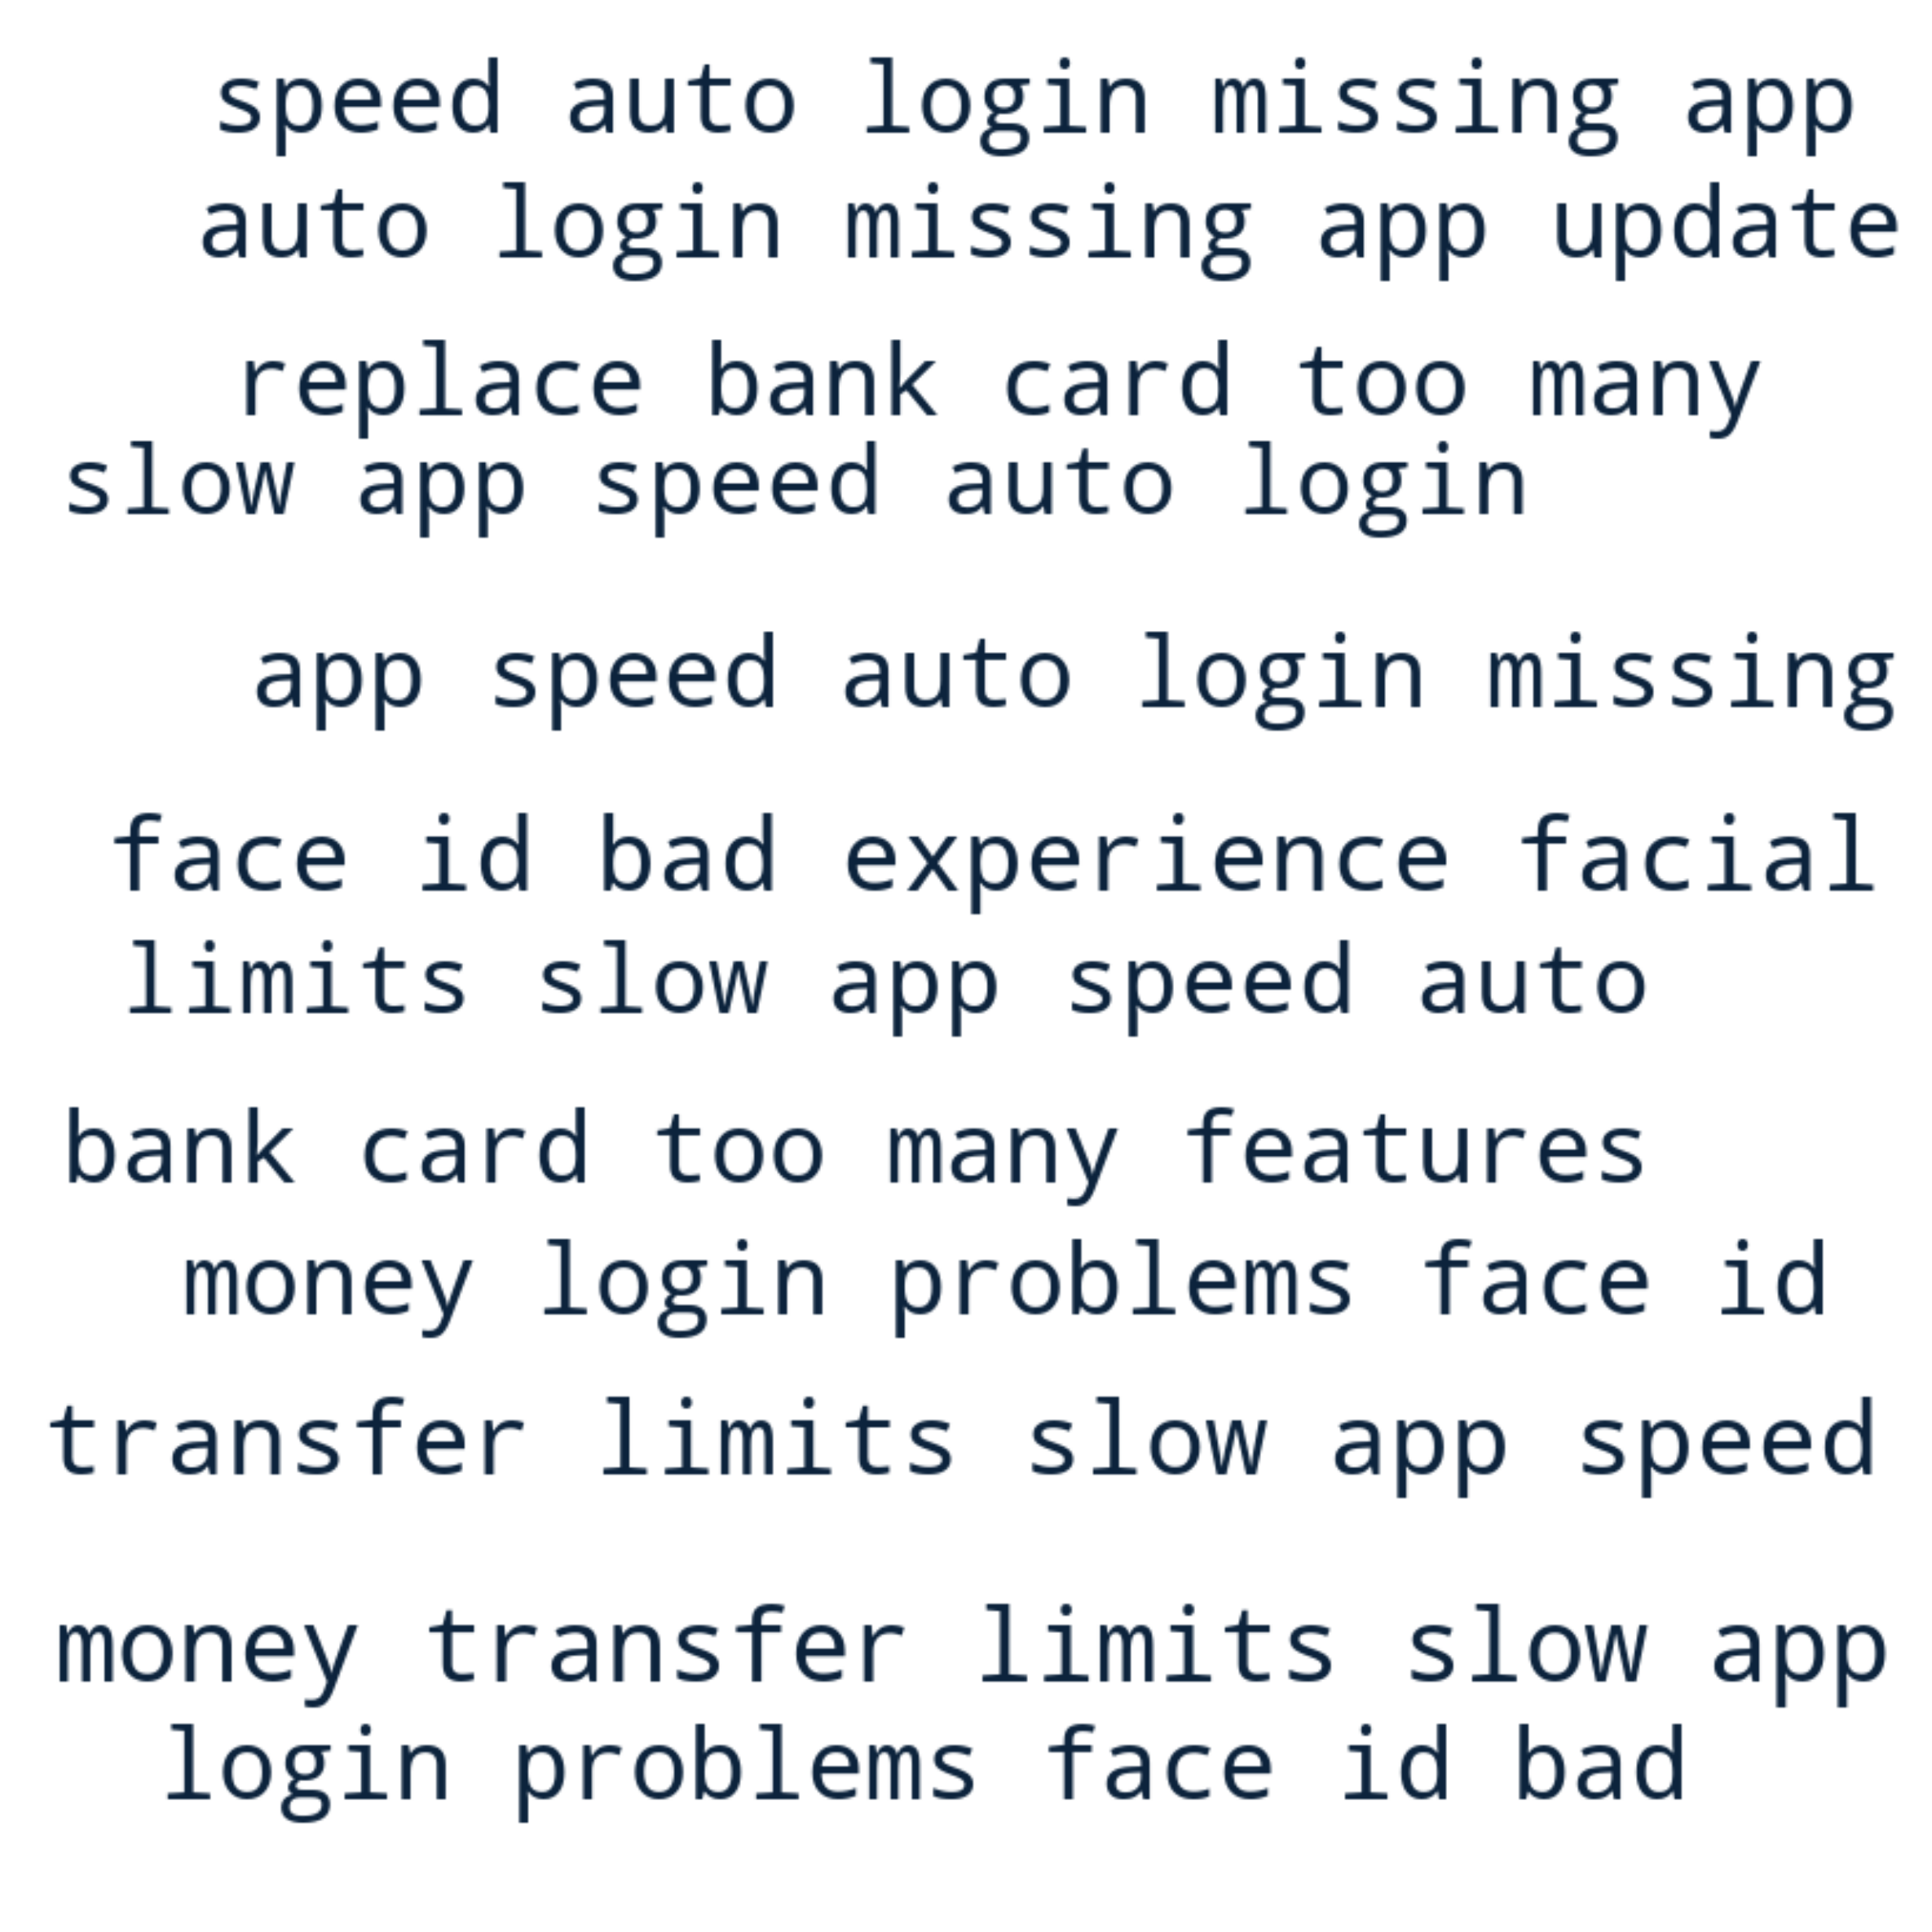 speed auto login missing app
auto login missing app update
replace bank card too many
slow app speed auto login
app speed auto login missing
face id bad experience facial
limits slow app speed auto
bank card too many features
money login problems face id
transfer limits slow app speed
money transfer limits slow app
login problems face id bad